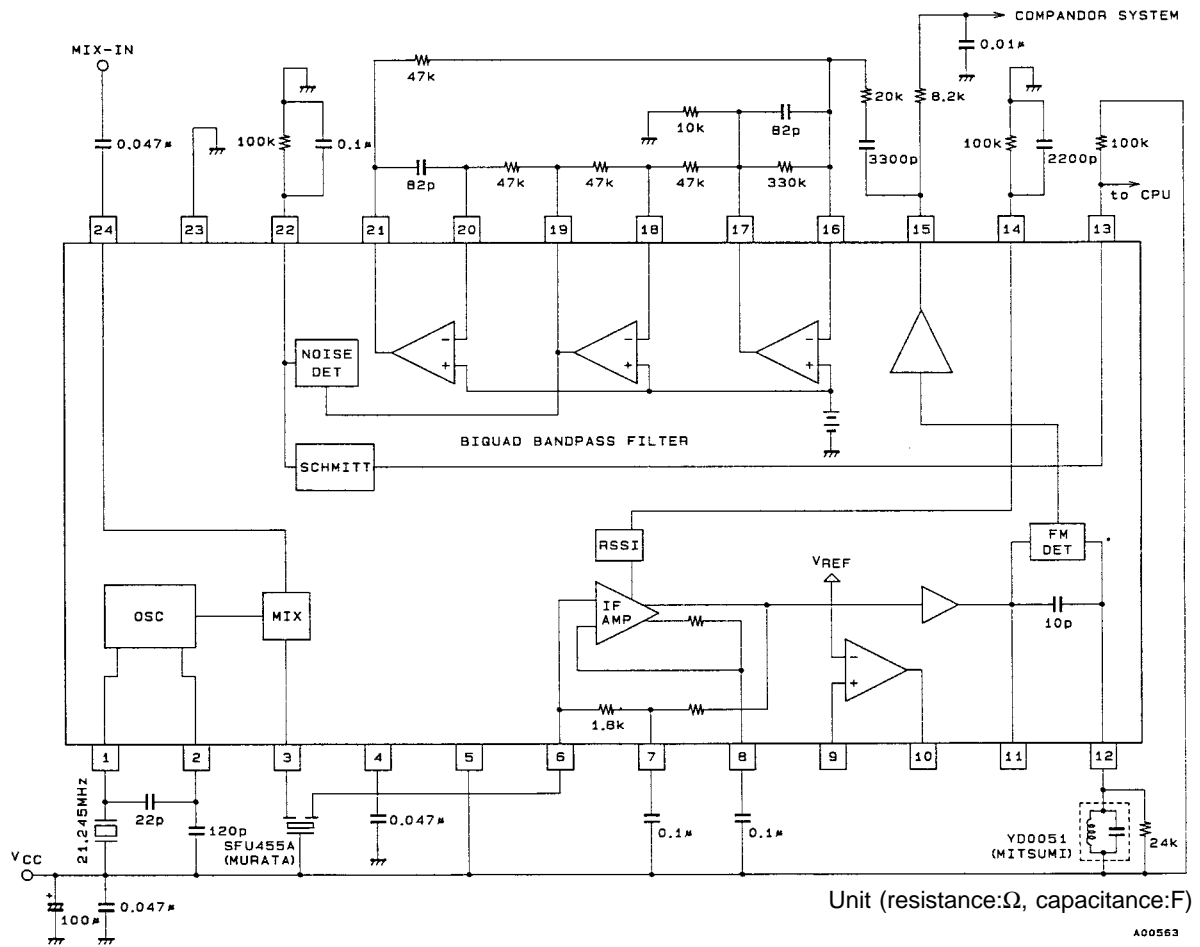 COMPANDOR SYSTEM
MIX-IN
0.01μ
47k
20k
8.2k
0.047μ
100k
0.1μ
10k
82p
100k
2200p
100k
82p
47k
47k
47k
330k
3300p
to CPU
24
23
22
21
20
19
18
17
16
15
14
13
NOISE
DET
BIQUAD BANDPASS FILTER
SCHMITT
RSSI
FM
DET
VREF
OSC
MIX
IF
AMP
10p
1.8k
1
2
3
4
5
6
7
8
9
10
11
12
21.245MHz
22p
120p
SFU455A
(MURATA)
0.047μ
0.1μ
0.1μ
YD0051
(MITSUMI)
24k
VCC
100μ
0.047μ
Unit (resistance:Ω, capacitance:F)
A00563